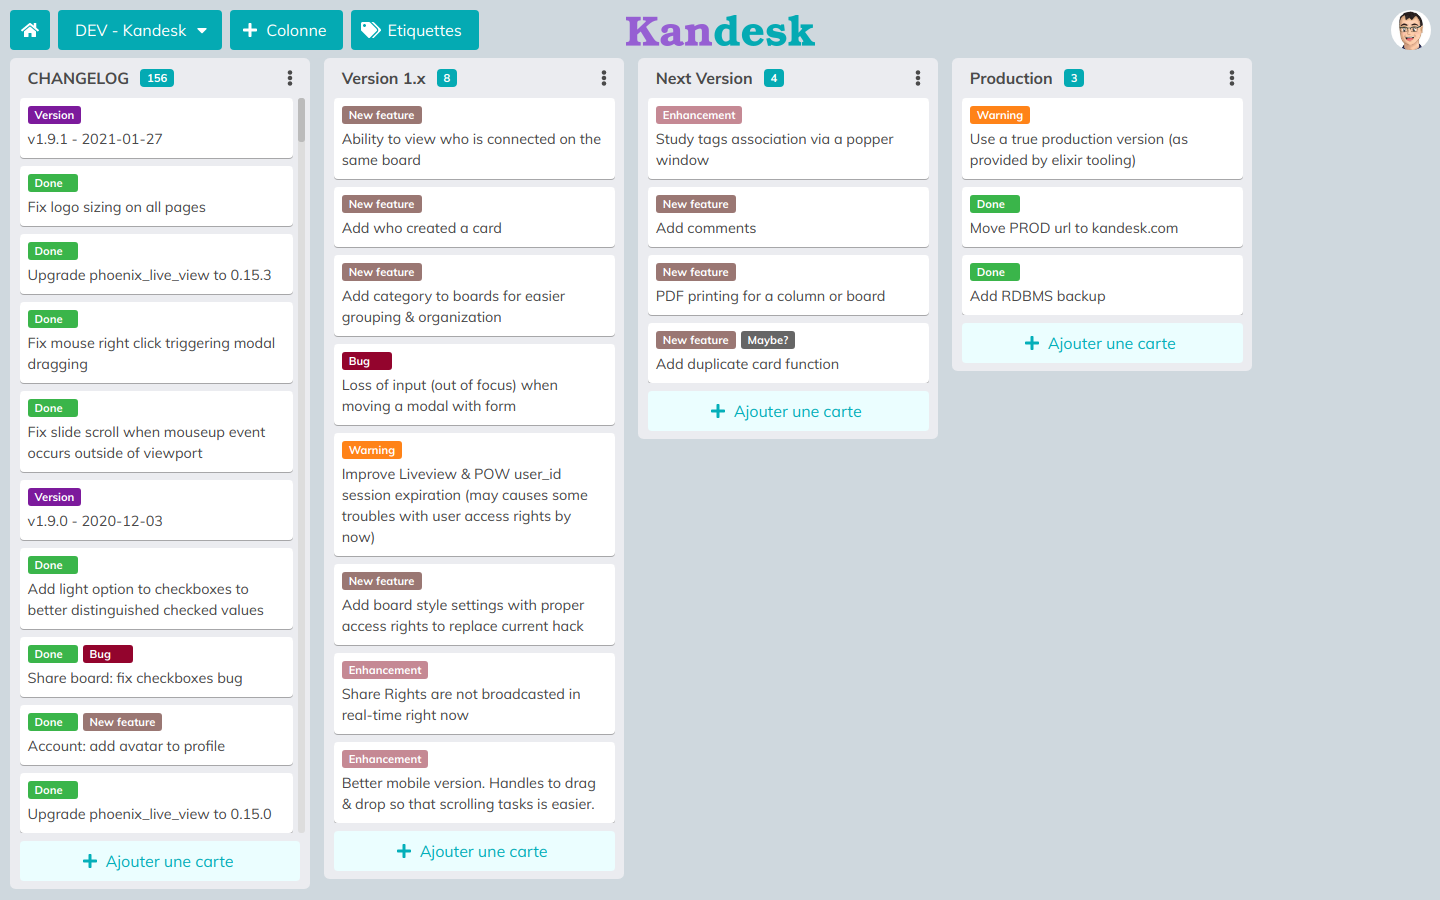 DEV - Kandesk
Colonne
Etiquettes
Kandesk
CHANGELOG 156
Version
v1.9.1 - 2021-01-27
Done
Fix logo sizing on all pages
Done
Upgrade phoenix_live_view to 0.15.3
Done
Fix mouse right click triggering modal
dragging
Done
Fix slide scroll when mouseup event
occurs outside of viewport
Version
v1.9.0 - 2020-12-03
Done
Add light option to checkboxes to
better distinguished checked values
Done Bug
Share board: fix checkboxes bug
Done New feature
Account: add avatar to profile
Done
Upgrade phoenix_live_view to 0.15.0
Ajouter une carte
Version 1.x 8
New feature
Ability to view who is connected on the
same board
New feature
Add who created a card
New feature
Add category to boards for easier
grouping & organization
Bug
Loss of input (out of focus) when
moving a modal with form
Warning
Improve Liveview & POW user_id
session expiration (may causes some
troubles with user access rights by
now)
New feature
Add board style settings with proper
access rights to replace current hack
Enhancement
Share Rights are not broadcasted in
real-time right now
Enhancement
Better mobile version. Handles to drag
& drop so that scrolling tasks is easier.
Ajouter une carte
Next Version 4
Enhancement
Study tags association via a popper
window
New feature
Add comments
New feature
PDF printing for a column or board
New feature Maybe?
Add duplicate card function
Ajouter une carte
Production 3
Warning
Use a true production version (as
provided by elixir tooling)
Done
Move PROD url to kandesk.com
Done
Add RDBMS backup
Ajouter une carte